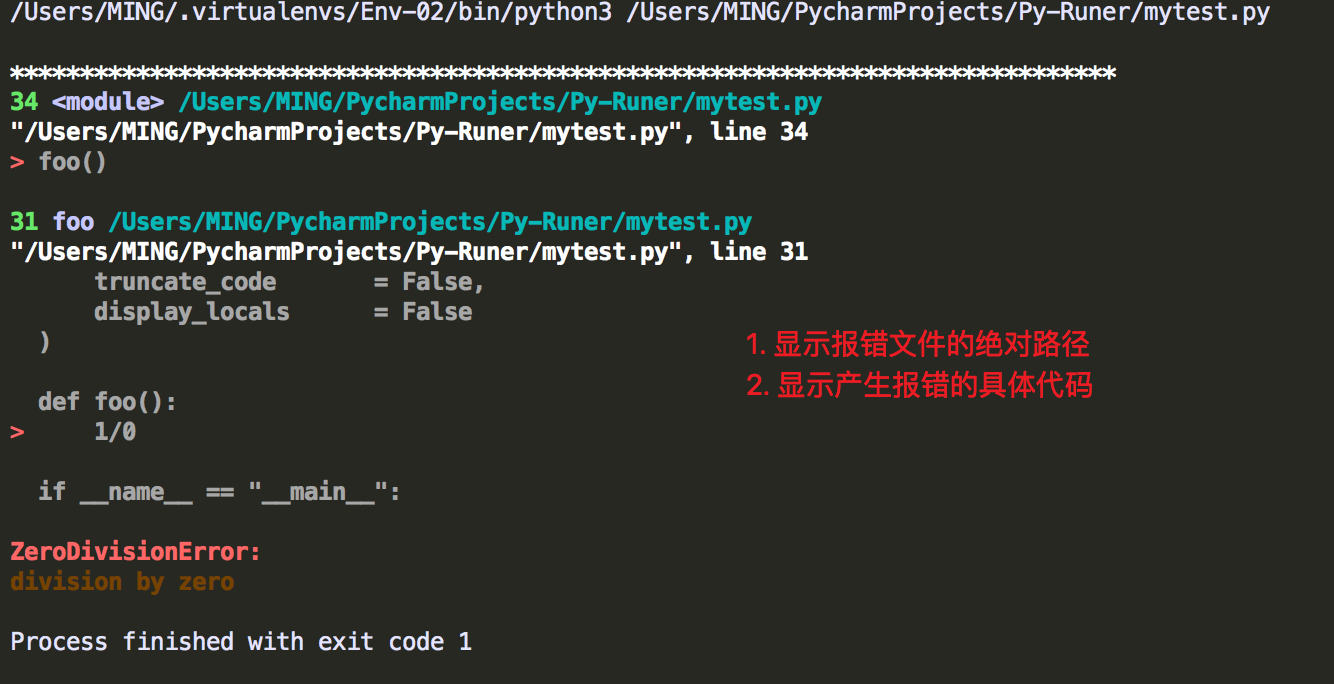 /Users/MING/.virtualenvs/Env-02/bin/python3 /Users/MING/PycharmProjects/Py-Runer/mytest.py
*******************************************************************************
34 <module> /Users/MING/PycharmProjects/Py-Runer/mytest.py
"/Users/MING/PycharmProjects/Py-Runer/mytest.py", line 34
> foo()
31 foo /Users/MING/PycharmProjects/Py-Runer/mytest.py
"/Users/MING/PycharmProjects/Py-Runer/mytest.py", line 31
      truncate_code       = False,
      display_locals      = False
  )
1. 显示报错文件的绝对路径
2. 显示产生报错的具体代码
  def foo():
>     1/0
  if __name__ == "__main__":
ZeroDivisionError:
division by zero
Process finished with exit code 1